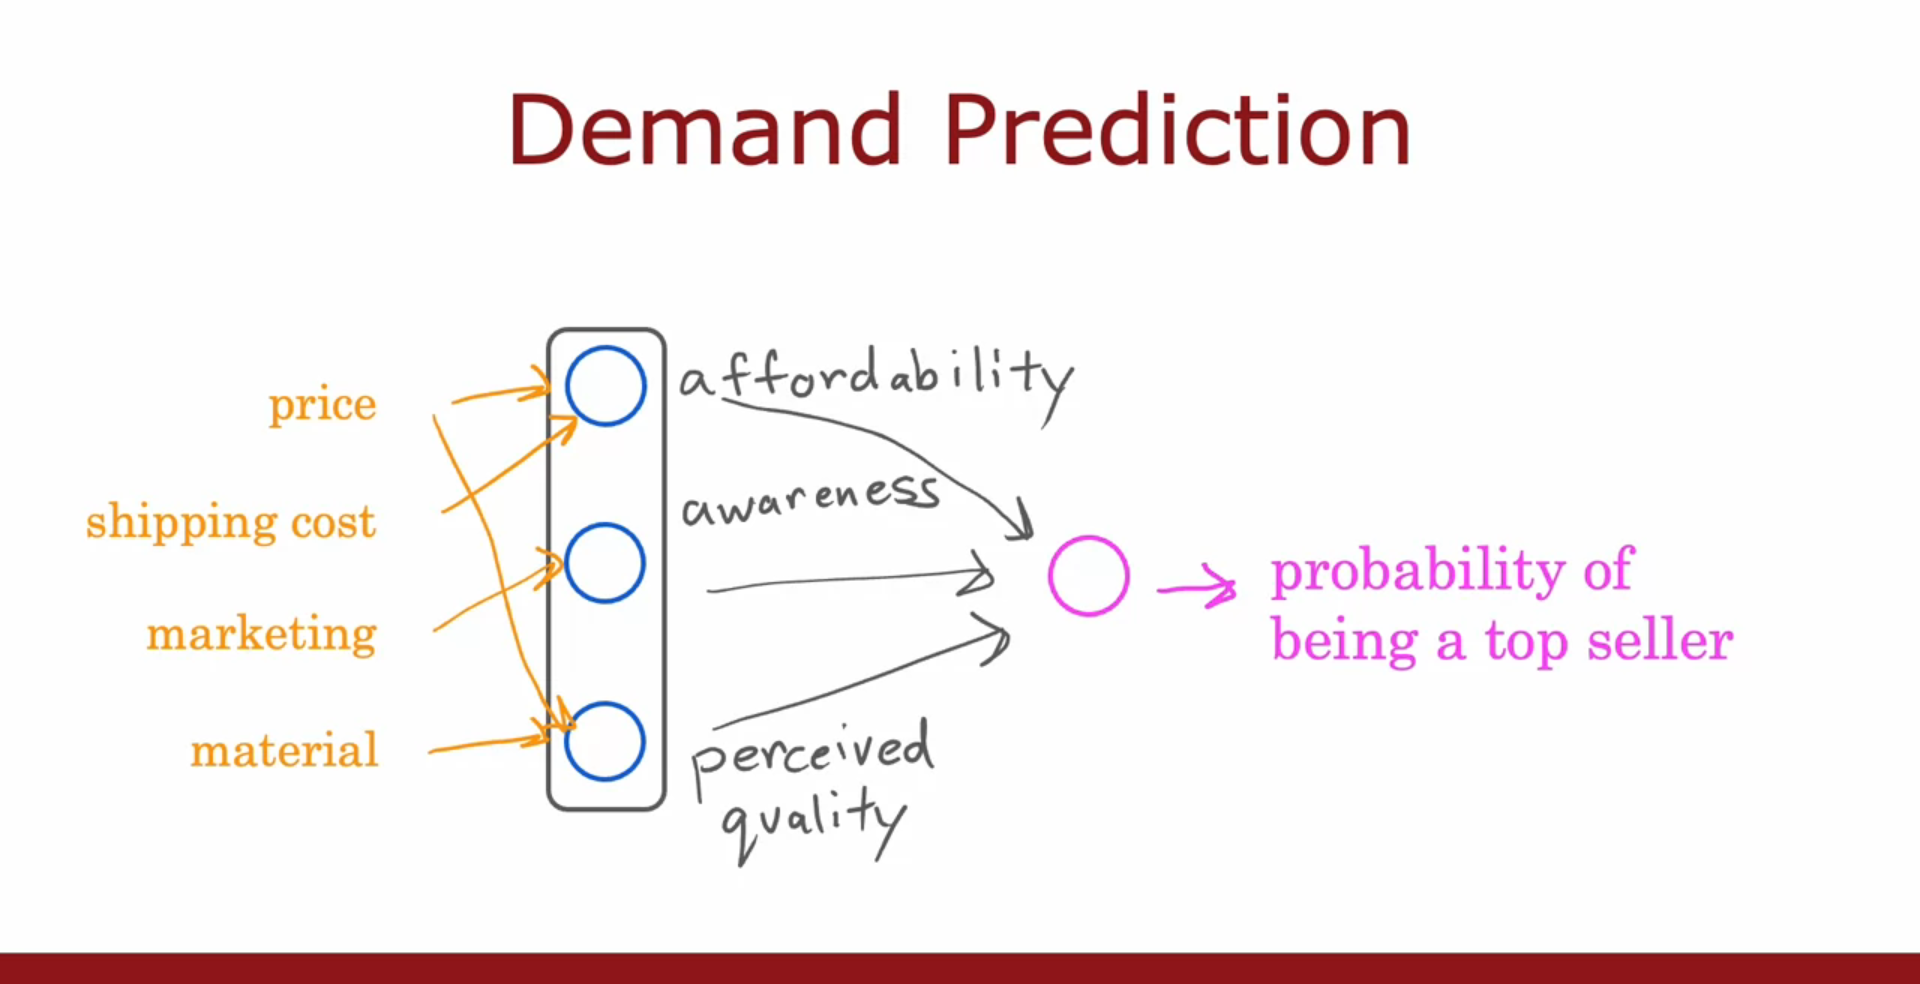 Demand Prediction
price
shipping cost
marketing
material
affordability
awareness
perceived
quality
probability of
being a top seller